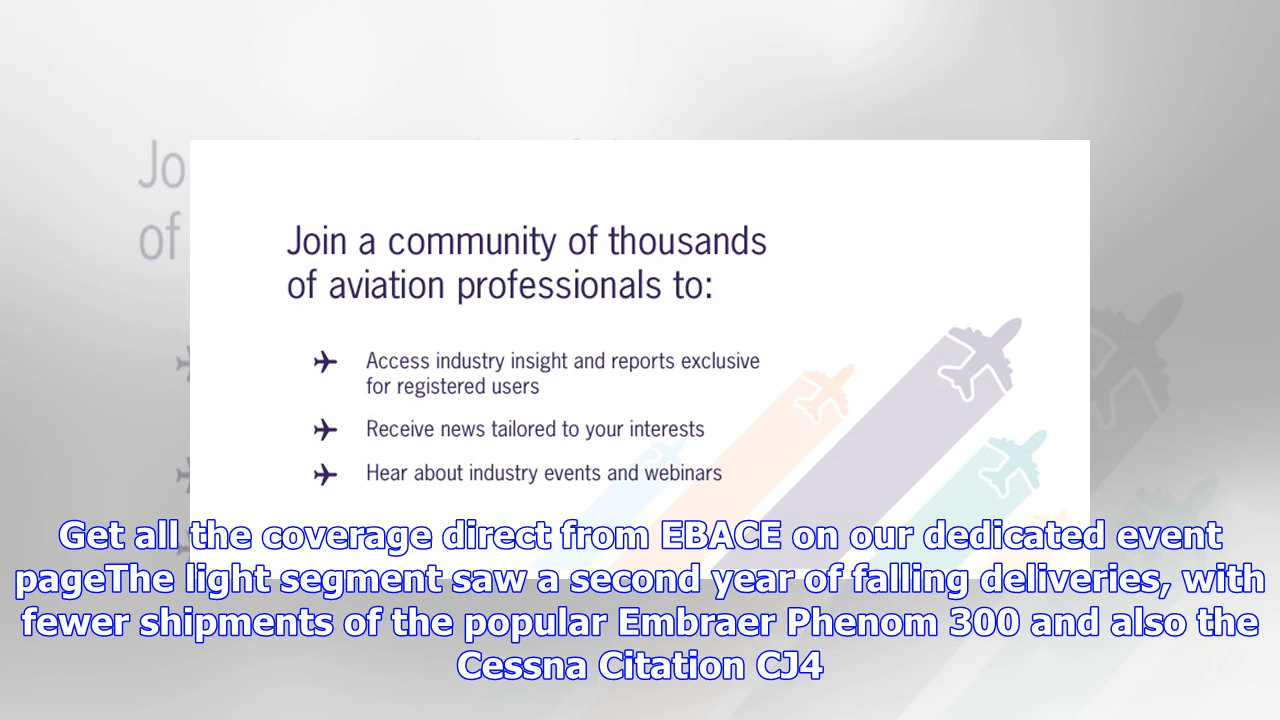 Jo
of
Join a community of thousands
of aviation professionals to:
Access industry insight and reports exclusive
for registered users
Receive news tailored to your interests
Hear about industry events and webinars
Get all the coverage direct from EBACE on our dedicated event
pageThe light segment saw a second year of falling deliveries, with
fewer shipments of the popular Embraer Phenom 300 and also the
Cessna Citation CJ4